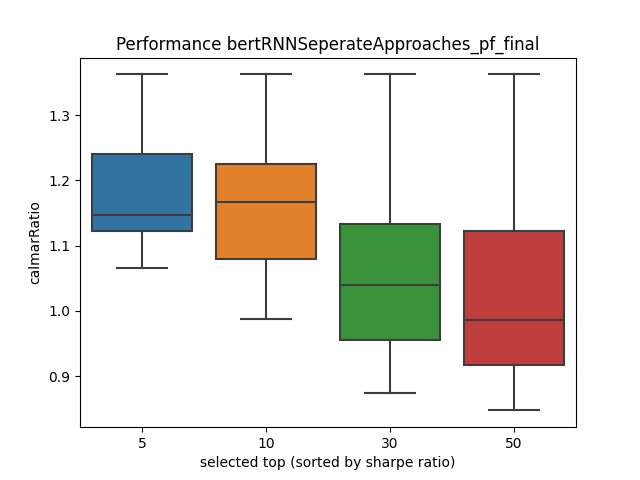 Performance bertRNNSeperateApproaches_pf_final
1.3
1.2
1.1
1.0
0.9
calmarRatio
5 10 30 50
selected top (sorted by sharpe ratio)